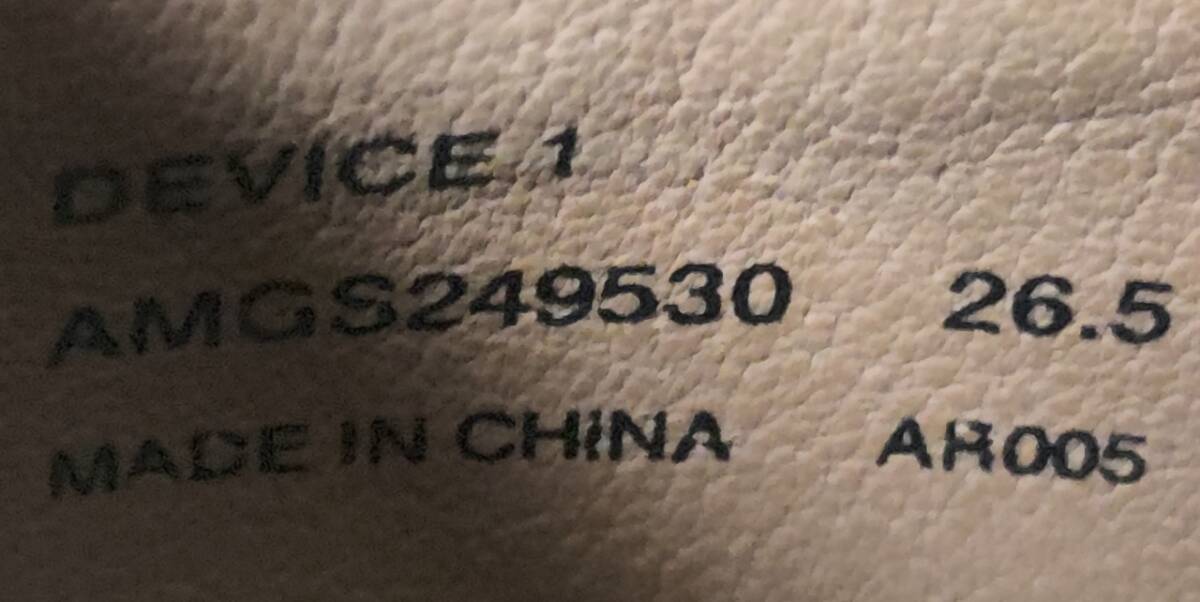 DEVICE 1
AMGS249530 26.5
MADE IN CHINA AR005